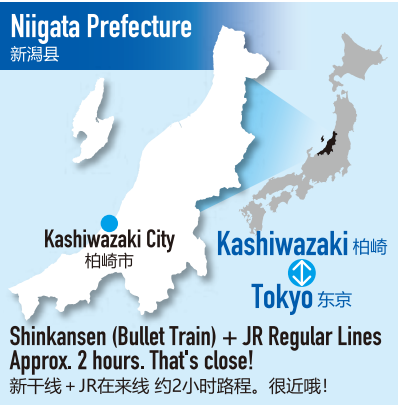 Niigata Prefecture
新潟县
Kashiwazaki City
柏崎市
Kashiwazaki 柏崎
Tokyo 东京
Shinkansen (Bullet Train) + JR Regular Lines
Approx. 2 hours. That's close!
新干线＋JR在来线 约2小时路程。很近哦！